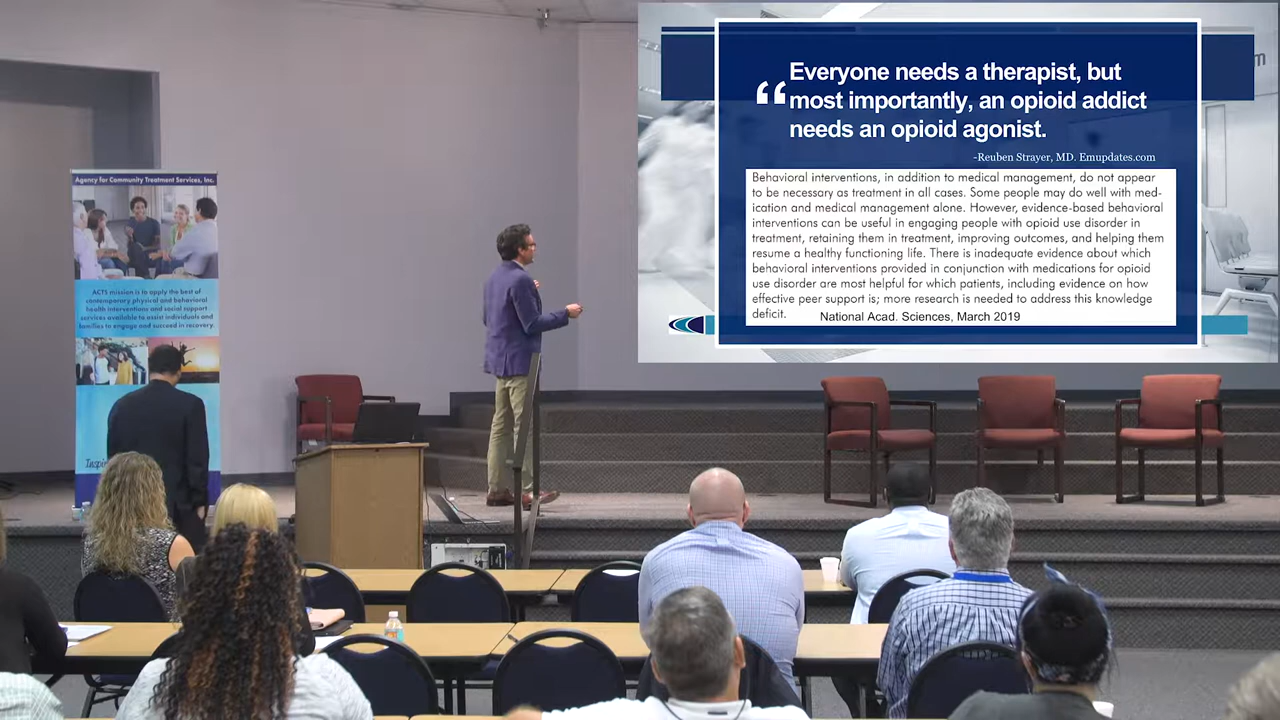 Everyone needs a therapist, but
“most importantly, an opioid addict
needs an opioid agonist.
-Reuben Strayer, MD. Emupdates.com
Behavioral interventions, in addition to medical management, do not appear
to be necessary as treatment in all cases. Some people may do well with med-
ication and medical management alone. However, evidence-based behavioral
interventions can be useful in engaging people with opioid use disorder in
treatment, retaining them in treatment, improving outcomes, and helping them
resume a healthy functioning life. There is inadequate evidence about which
behavioral interventions provided in conjunction with medications for opioid
use disorder are most helpful for which patients, including evidence on how
effective peer support is; more research is needed to address this knowledge
deficit.
National Acad. Sciences, March 2019
Agency for Community Treatment Services, Inc.
ACTS mission is to apply the best of
contemporary physical and behavioral
health interventions and social support
services available to assist individuals and
families to engage and succeed in recovery.